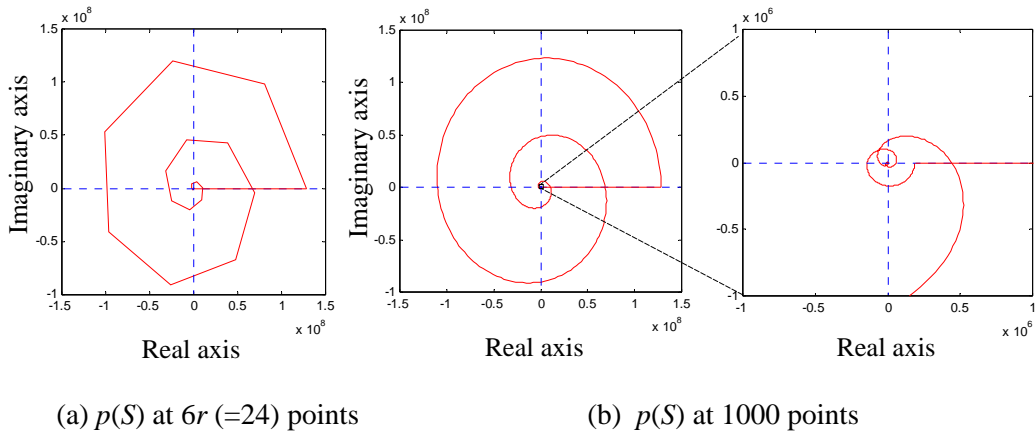 x 10^8
1.5
1
0.5
0
-0.5
-1
-1.5 -1 -0.5 0 0.5 1 1.5
x 10^8
Imaginary axis
Real axis
x 10^8
1.5
1
0.5
0
-0.5
-1
-1.5 -1 -0.5 0 0.5 1 1.5
x 10^8
Imaginary axis
Real axis
x 10^6
1
0.5
0
-0.5
-1
-1 -0.5 0 0.5 1
x 10^6
Real axis
(a) p(S) at 6r (=24) points
(b) p(S) at 1000 points